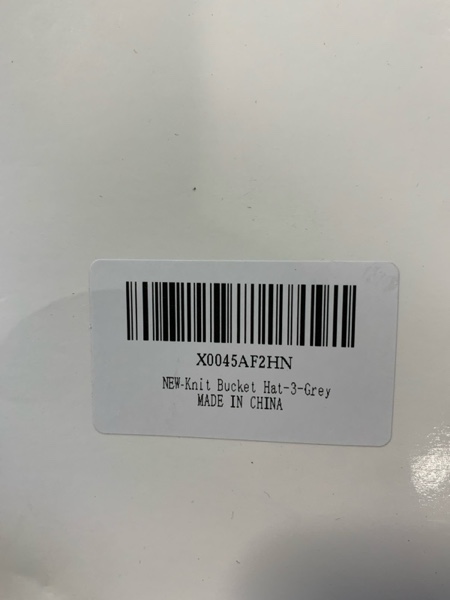 X0045AF2HN
NEW-Knit Bucket Hat-3-Grey
MADE IN CHINA